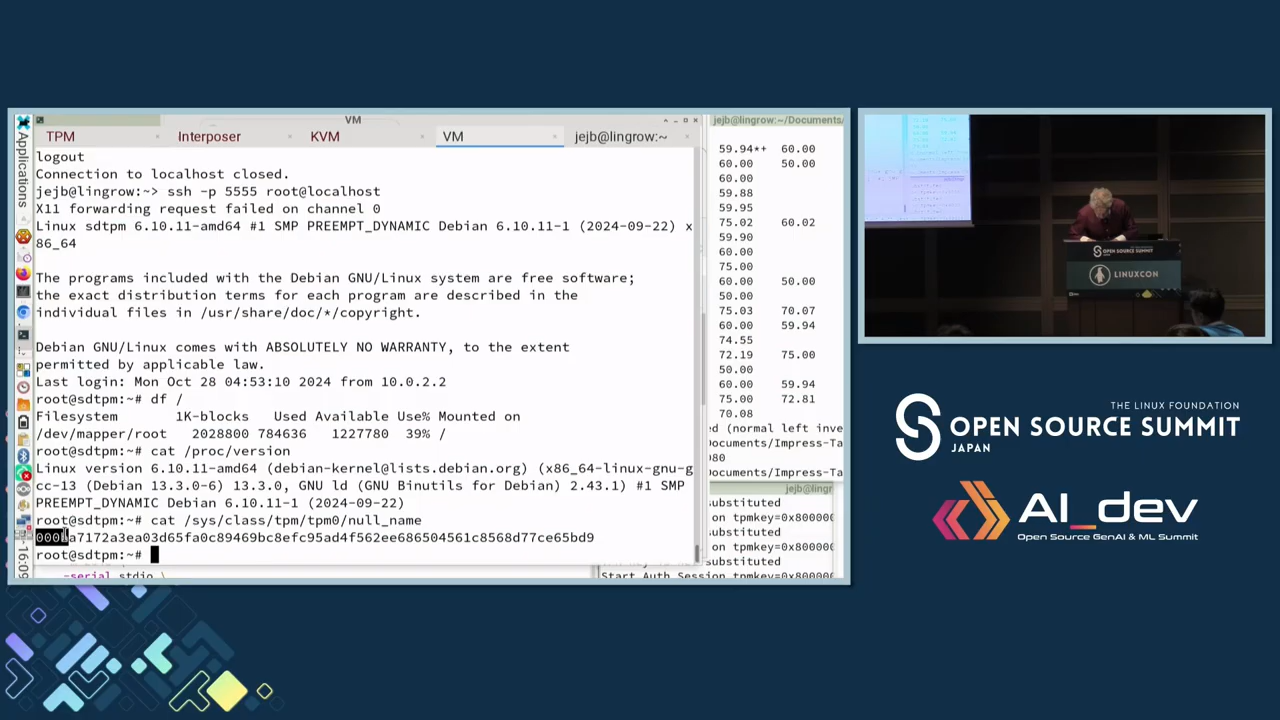 VM
TPM
Interposer
KVM
VM
jejb@lingrow:~
Applications
logout
Connection to localhost closed.
jejb@lingrow:~> ssh -p 5555 root@localhost
X11 forwarding request failed on channel 0
Linux sdtpm 6.10.11-amd64 #1 SMP PREEMPT_DYNAMIC Debian 6.10.11-1 (2024-09-22) x
86_64
The programs included with the Debian GNU/Linux system are free software;
the exact distribution terms for each program are described in the
individual files in /usr/share/doc/*/copyright.
Debian GNU/Linux comes with ABSOLUTELY NO WARRANTY, to the extent
permitted by applicable law.
Last login: Mon Oct 28 04:53:10 2024 from 10.0.2.2
root@sdtpm:~# df /
Filesystem 1K-blocks Used Available Use% Mounted on
/dev/mapper/root 2028800 784636 1227780 39% /
root@sdtpm:~# cat /proc/version
Linux version 6.10.11-amd64 (debian-kernel@lists.debian.org) (x86_64-linux-gnu-g
cc-13 (Debian 13.3.0-6) 13.3.0, GNU ld (GNU Binutils for Debian) 2.43.1) #1 SMP
PREEMPT_DYNAMIC Debian 6.10.11-1 (2024-09-22)
root@sdtpm:~# cat /sys/class/tpm/tpm0/null_name
000ba7172a3ea03d65fa0c89469bc8efc95ad4f562ee686504561c8568d77ce65bd9
root@sdtpm:~#
-serial stdio \
16:09
jejb@lingrow:~/Documents/
59.94*+ 60.00
60.00 50.00
60.00
59.88
59.95
75.02 60.02
59.90
60.00
75.00
60.00 50.00
50.00
75.03 70.07
60.00 59.94
74.55
72.19 75.00
50.00
60.00 59.94
75.00 72.81
70.08
ed (normal left inve
Documents/Impress-Ta
080
Documents/Impress-Ta
jejb@lingr
substituted
on tpmkey=0x800000
substituted
on tpmkey=0x800000
substituted
Start Auth Session tpmkey=0x800000
OPEN SOURCE SUMMIT
LINUXCON
THE LINUX FOUNDATION
OPEN SOURCE SUMMIT
JAPAN
AI_dev
Open Source GenAI & ML Summit